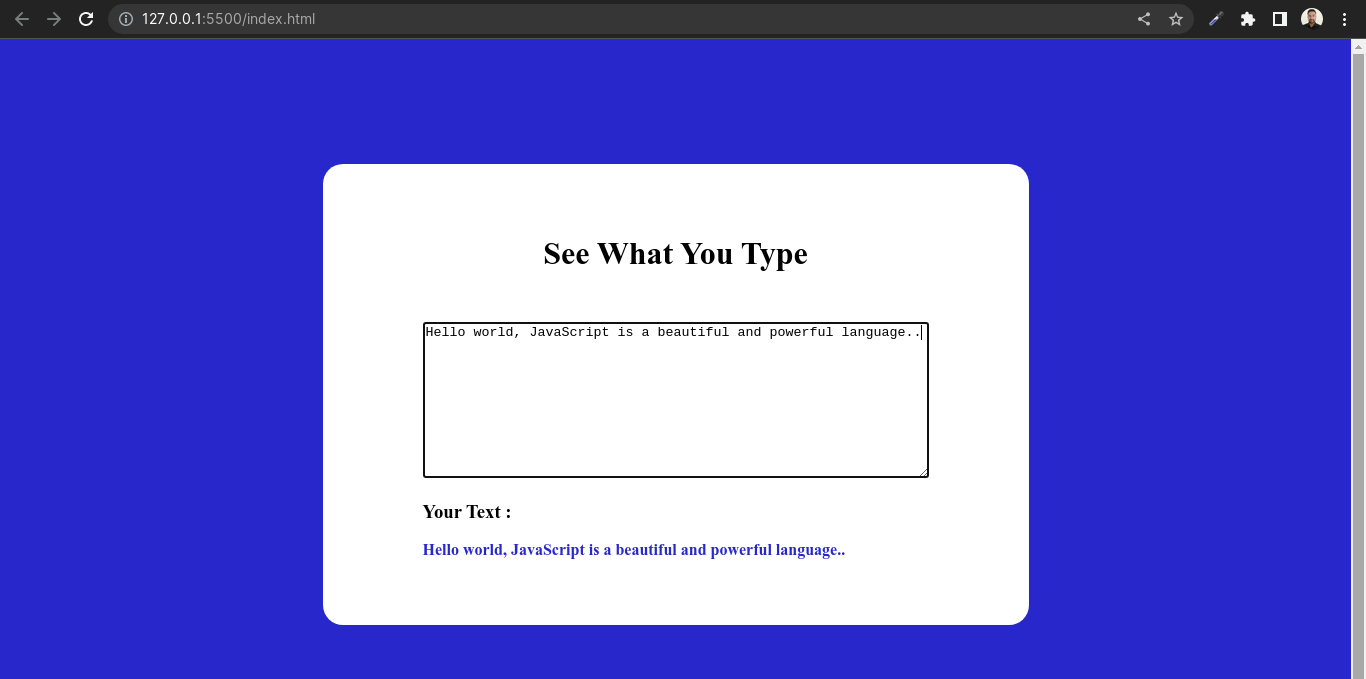 127.0.0.1:5500/index.html
See What You Type
Hello world, JavaScript is a beautiful and powerful language..
Your Text :
Hello world, JavaScript is a beautiful and powerful language..